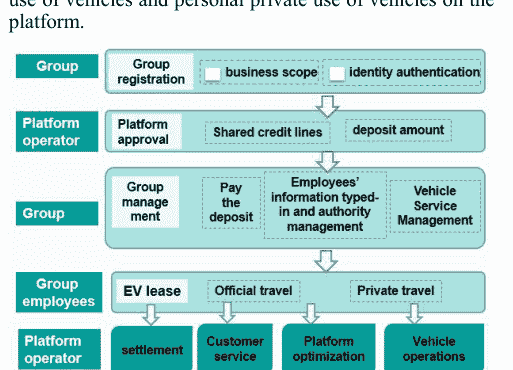 use of vehicles and personal private use of vehicles on the
platform.
Group
Group
registration
business scope
identity authentication
Platform
operator
Platform
approval
Shared credit lines
deposit amount
Group
Group
manage
ment
Pay
the
deposit
Employees'
information typed-
in and authority
management
Vehicle
Service
Management
Group
employees
EV lease
Official travel
Private travel
Platform
operator
settlement
Customer
service
Platform
optimization
Vehicle
operations